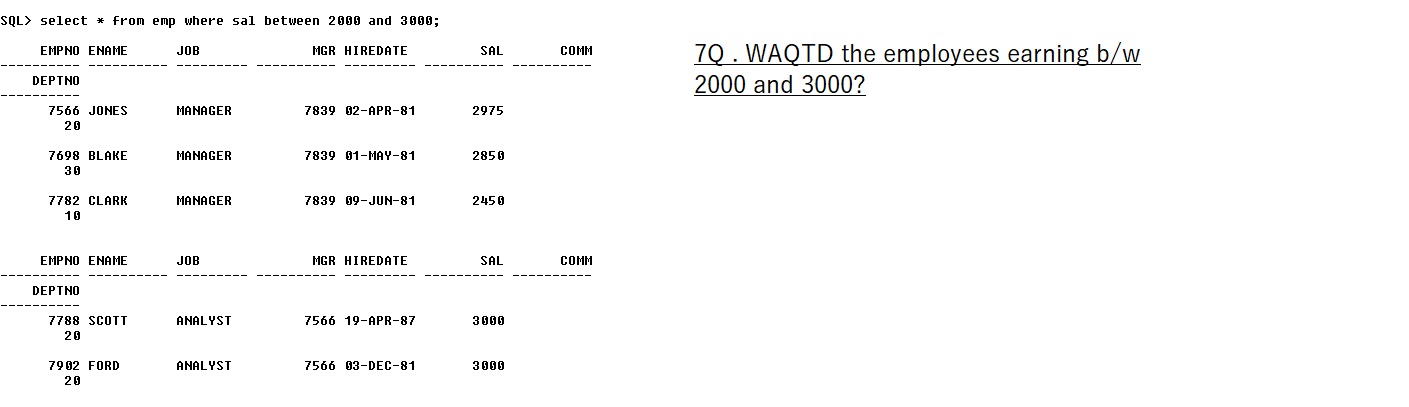 SQL> select * from emp where sal between 2000 and 3000;
EMPNO ENAME JOB MGR HIREDATE SAL COMM
---------- ---------- --------- ---------- --------- ---------- ----------
DEPTNO
----------
7566 JONES MANAGER 7839 02-APR-81 2975
20
7698 BLAKE MANAGER 7839 01-MAY-81 2850
30
7782 CLARK MANAGER 7839 09-JUN-81 2450
10
EMPNO ENAME JOB MGR HIREDATE SAL COMM
---------- ---------- --------- ---------- --------- ---------- ----------
DEPTNO
----------
7788 SCOTT ANALYST 7566 19-APR-87 3000
20
7902 FORD ANALYST 7566 03-DEC-81 3000
20
7Q . WAQTD the employees earning b/w
2000 and 3000?